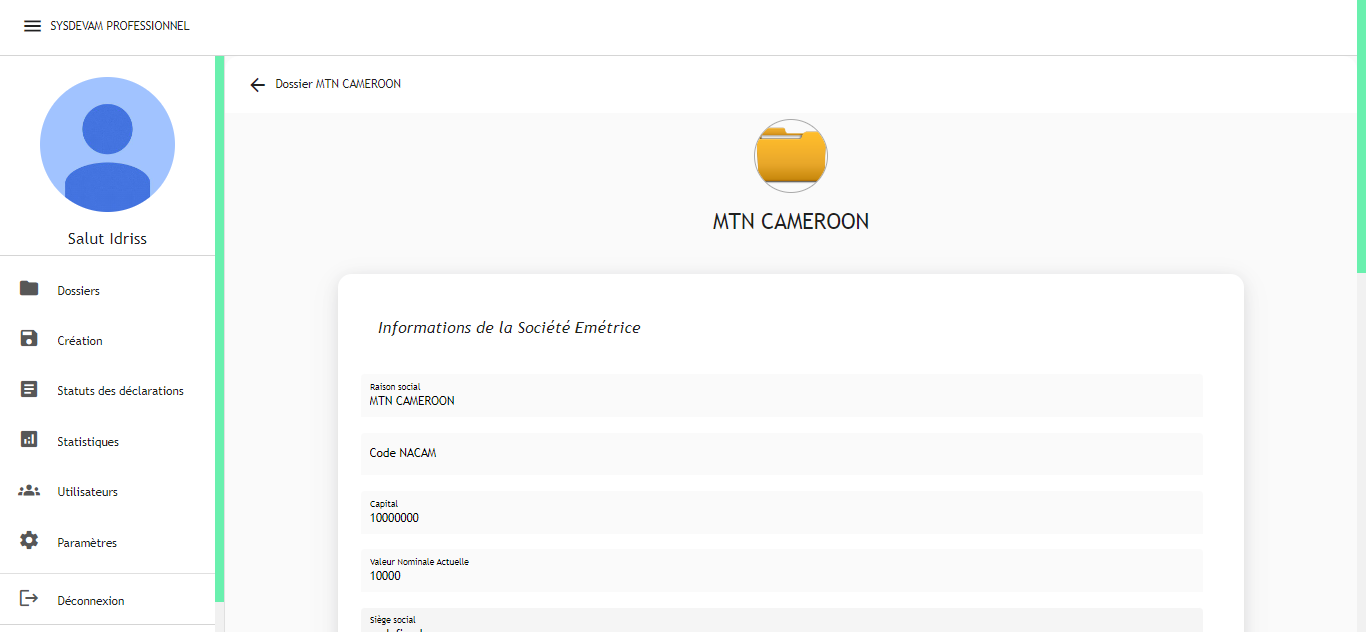 SYSDEVAM PROFESSIONNEL
Salut Idriss
Dossiers
Création
Statuts des déclarations
Statistiques
Utilisateurs
Paramètres
Déconnexion
Dossier MTN CAMEROON
MTN CAMEROON
Informations de la Société Emétrice
Raison social
MTN CAMEROON
Code NACAM
Capital
10000000
Valeur Nominale Actuelle
10000
Siège social